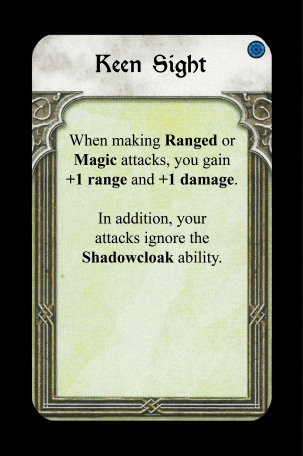 Keen Sight
When making Ranged or
Magic attacks, you gain
+1 range and +1 damage.
In addition, your
attacks ignore the
Shadowcloak ability.